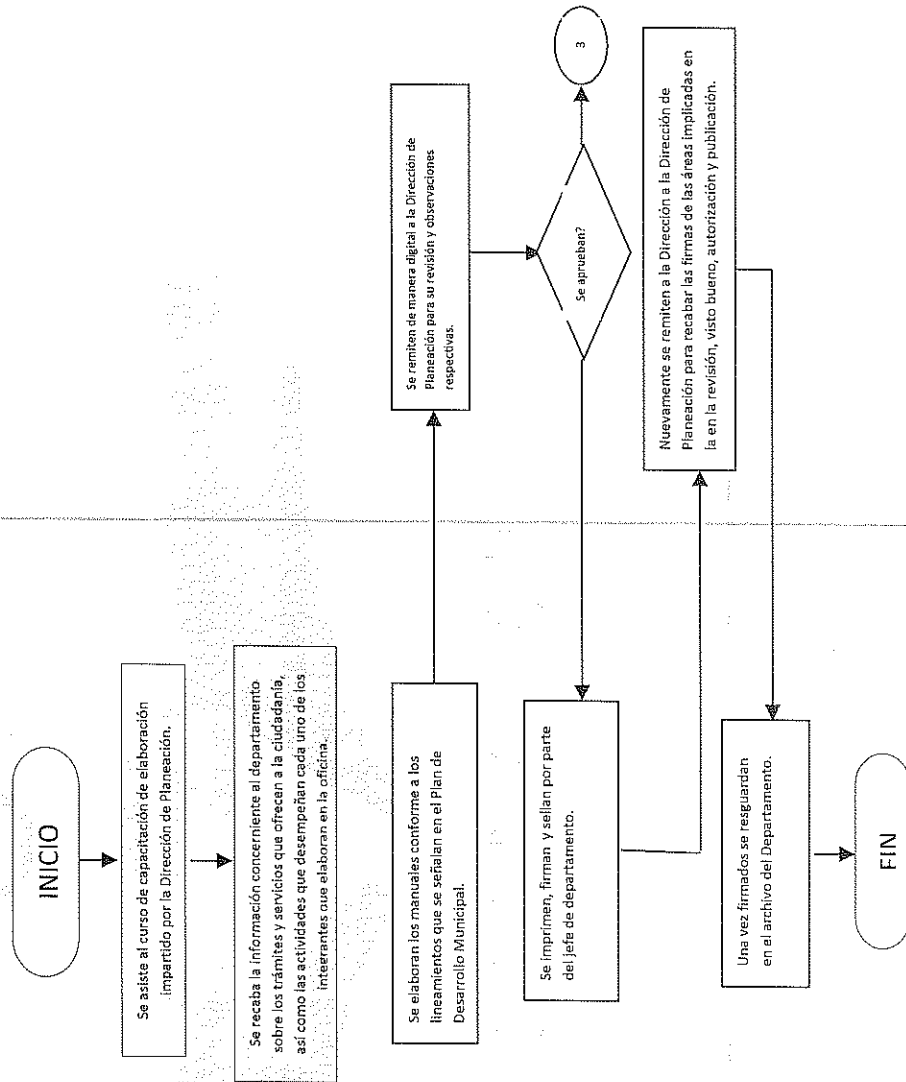 INICIO
Se asiste al curso de capacitación de elaboración
impartido por la Dirección de Planeación.
Se recaba la información concerniente al departamento
sobre los trámites y servicios que ofrecen a la ciudadanía,
así como las actividades que desempeñan cada uno de los
integrantes que elaboran en la oficina.
Se elaboran los manuales conforme a los
lineamientos que se señalan en el Plan de
Desarrollo Municipal.
Se remiten de manera digital a la Dirección de
Planeación para su revisión y observaciones
respectivas.
Se aprueban?
3
Se imprimen, firman y sellan por parte
del jefe de departamento.
Nuevamente se remiten a la Dirección a la Dirección de
Planeación para recabar las firmas de las áreas implicadas en
la en la revisión, visto bueno, autorización y publicación.
Una vez firmados se resguardan
en el archivo del Departamento.
FIN